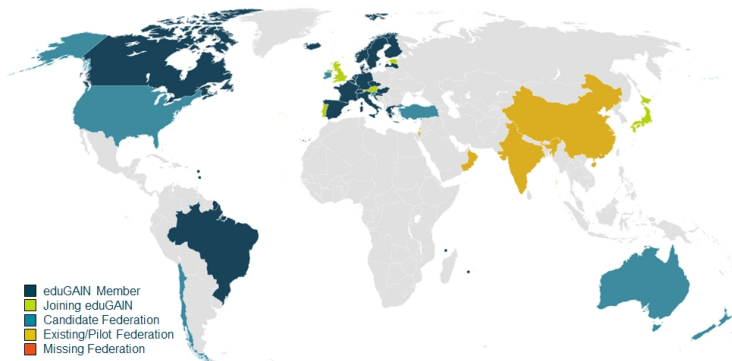 eduGAIN Member
Joining eduGAIN
Candidate Federation
Existing/Pilot Federation
Missing Federation